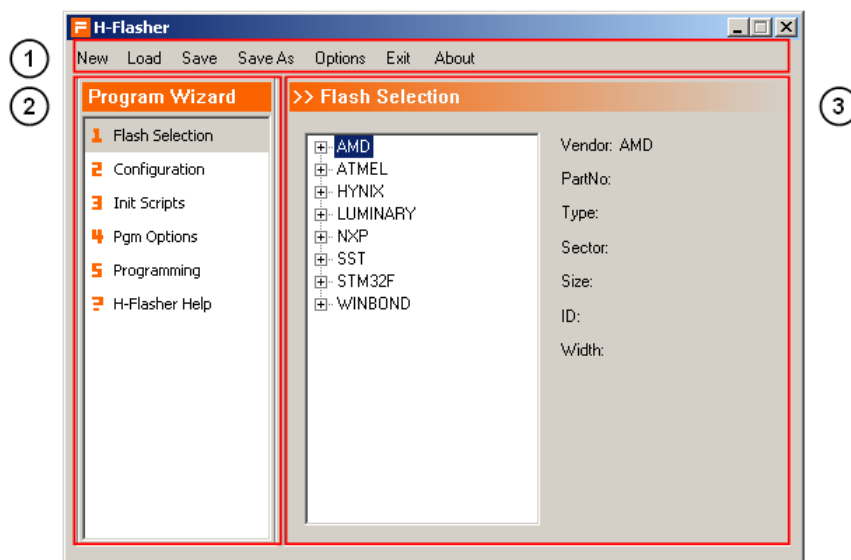 H-Flasher
New Load Save Save As Options Exit About
1
2
3
Program Wizard
1 Flash Selection
2 Configuration
3 Init Scripts
4 Pgm Options
5 Programming
? H-Flasher Help
>> Flash Selection
AMD
ATMEL
HYNIX
LUMINARY
NXP
SST
STM32F
WINBOND
Vendor: AMD
PartNo:
Type:
Sector:
Size:
ID:
Width: